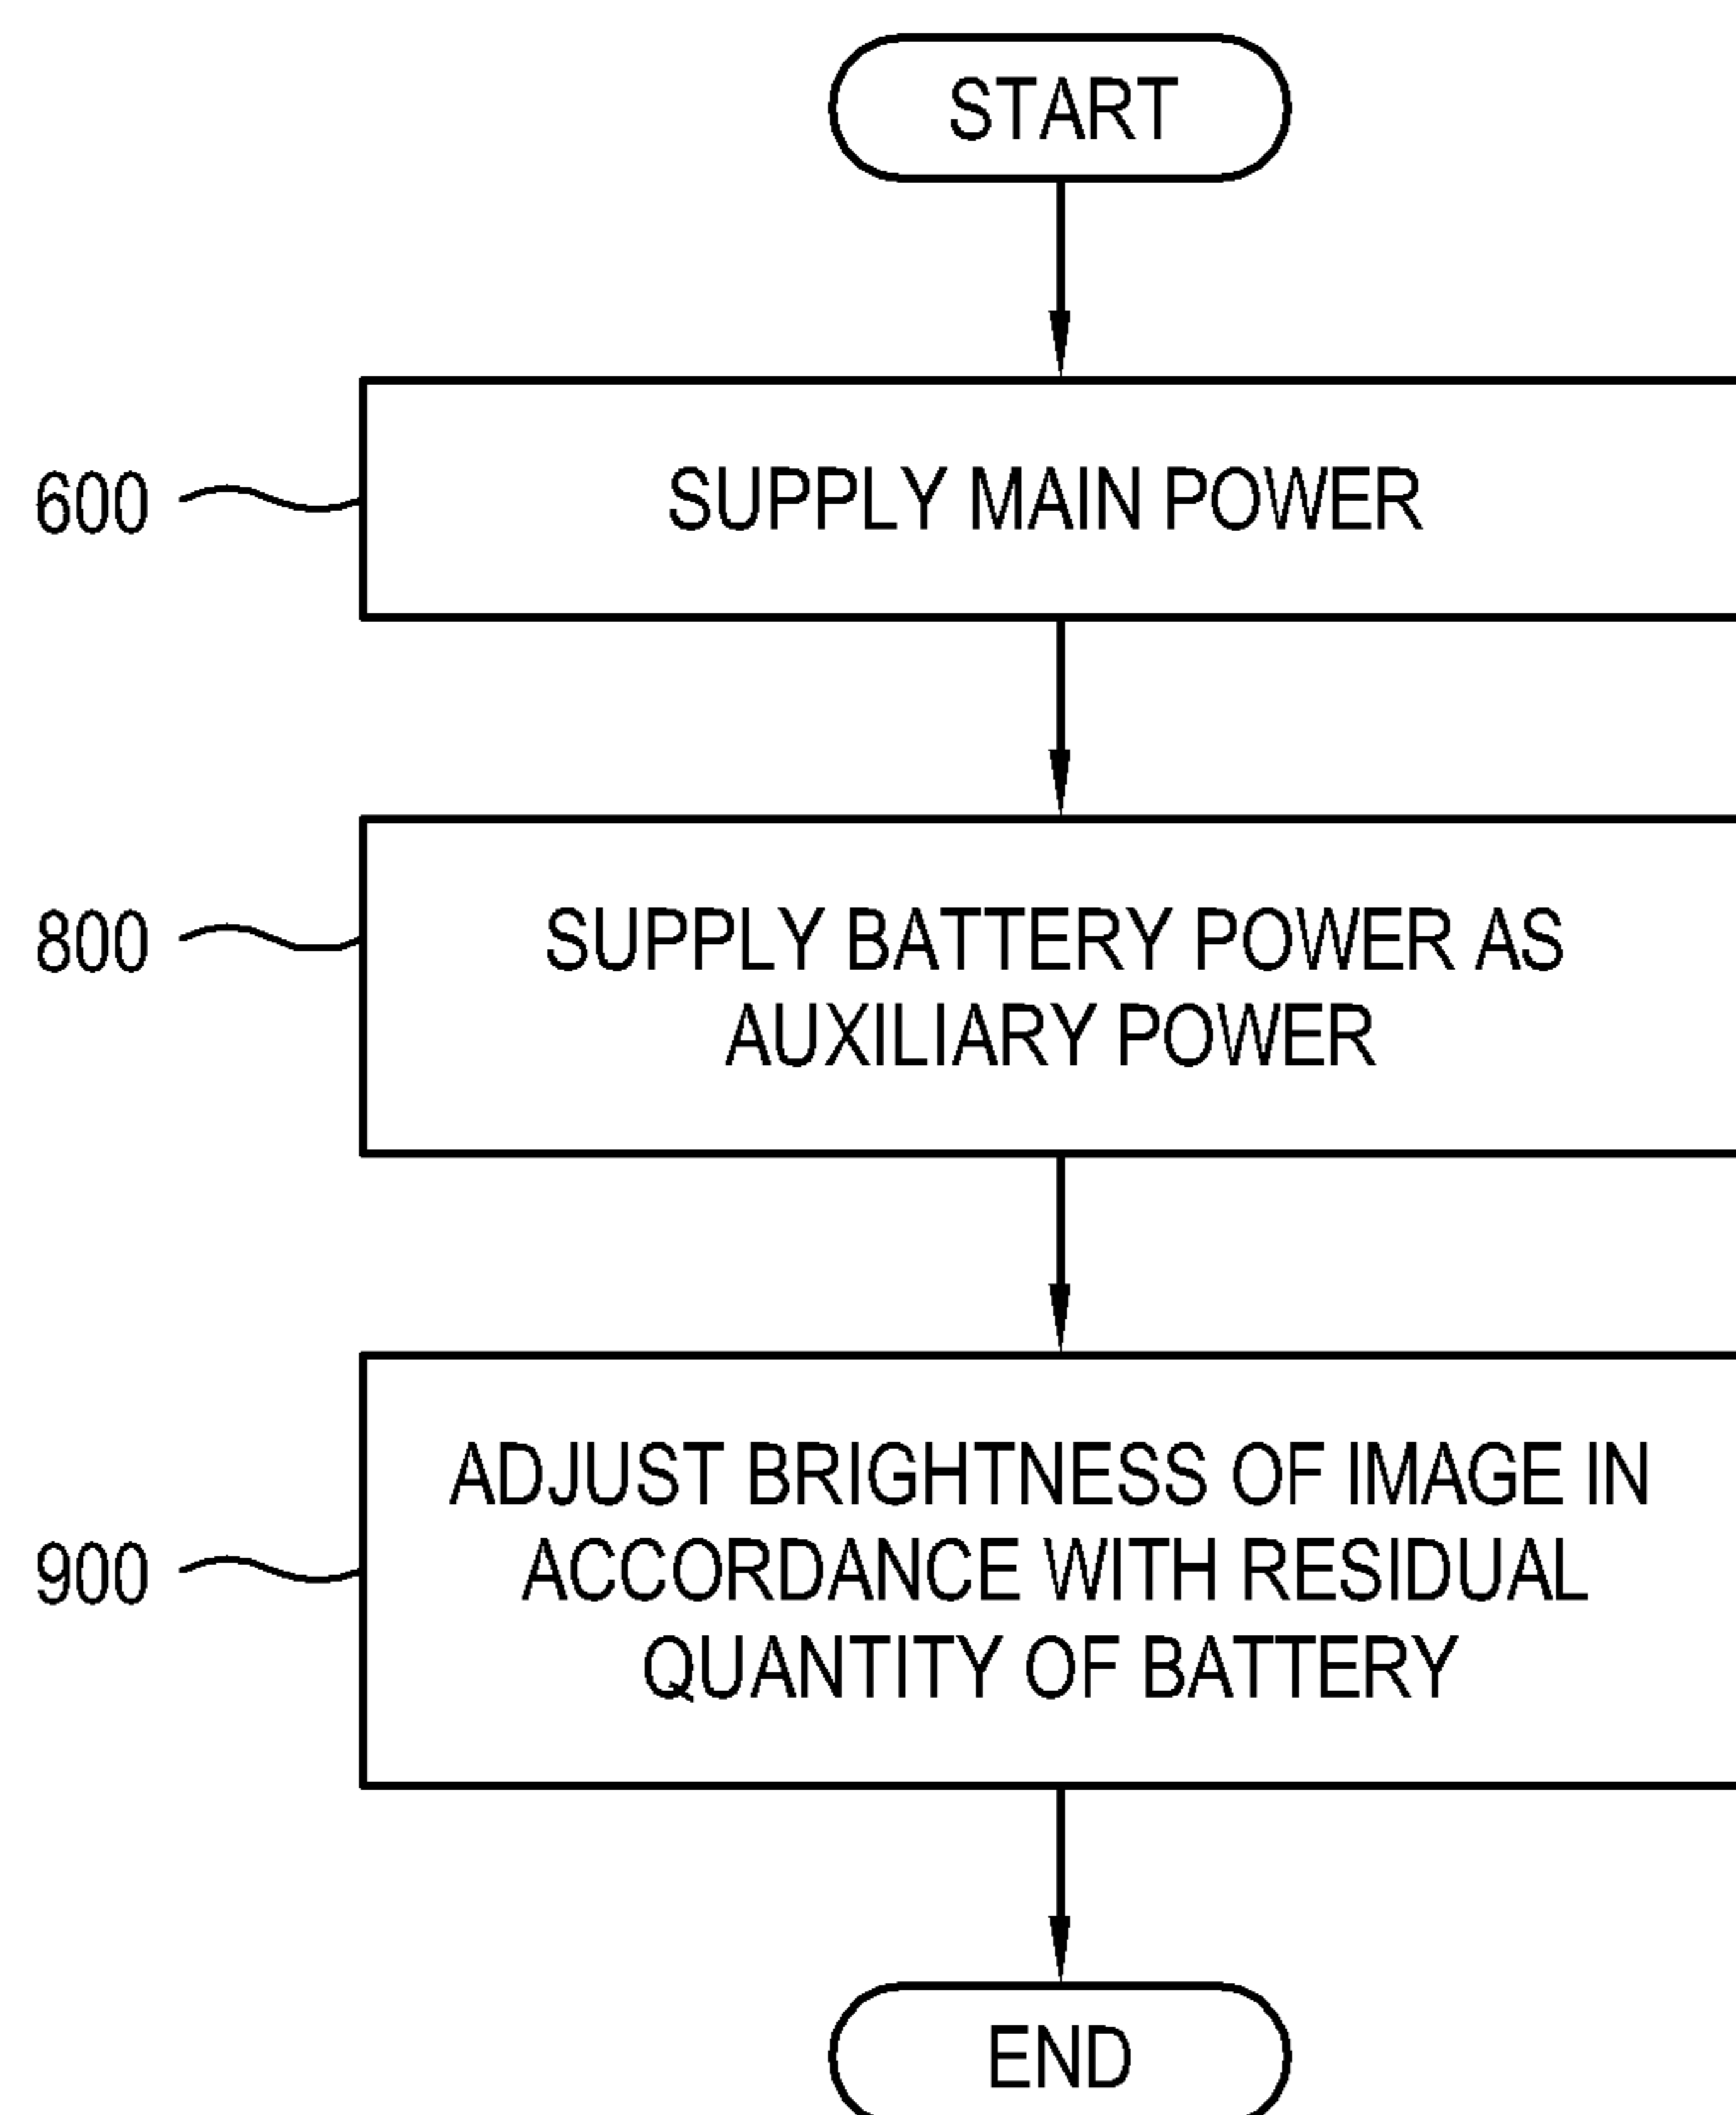 START
600
SUPPLY MAIN POWER
800
SUPPLY BATTERY POWER AS
AUXILIARY POWER
ADJUST BRIGHTNESS OF IMAGE IN
900
ACCORDANCE WITH RESIDUAL
QUANTITY OF BATTERY
END